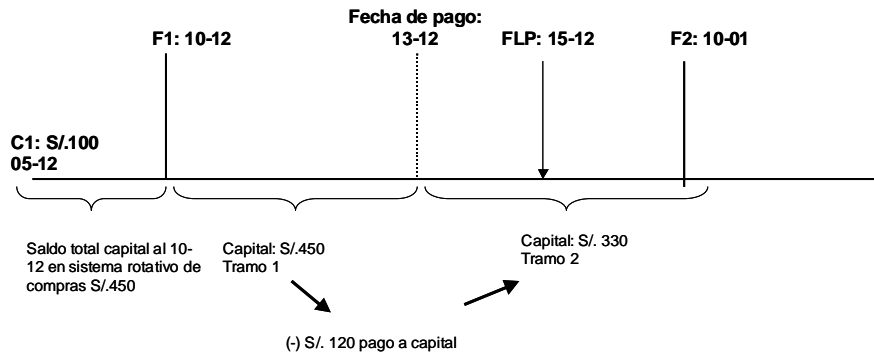 Fecha de pago:
F1: 10-12
13-12
FLP: 15-12
F2: 10-01
C1: S/.100
05-12
Saldo total capital al 10-
12 en sistema rotativo de
compras S/.450
Capital: S/.450
Tramo 1
Capital: S/. 330
Tramo 2
(-) S/. 120 pago a capital